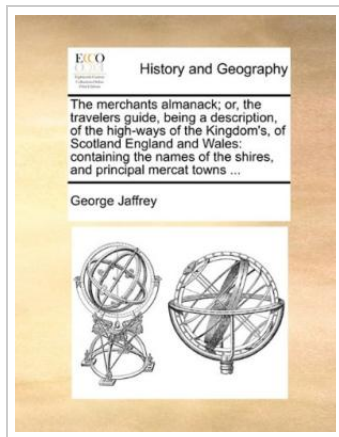 ECCO
History and Geography
The merchants almanack; or, the
travelers guide, being a description,
of the high-ways of the Kingdom's, of
Scotland England and Wales:
containing the names of the shires,
and principal mercat towns ...
George Jaffrey